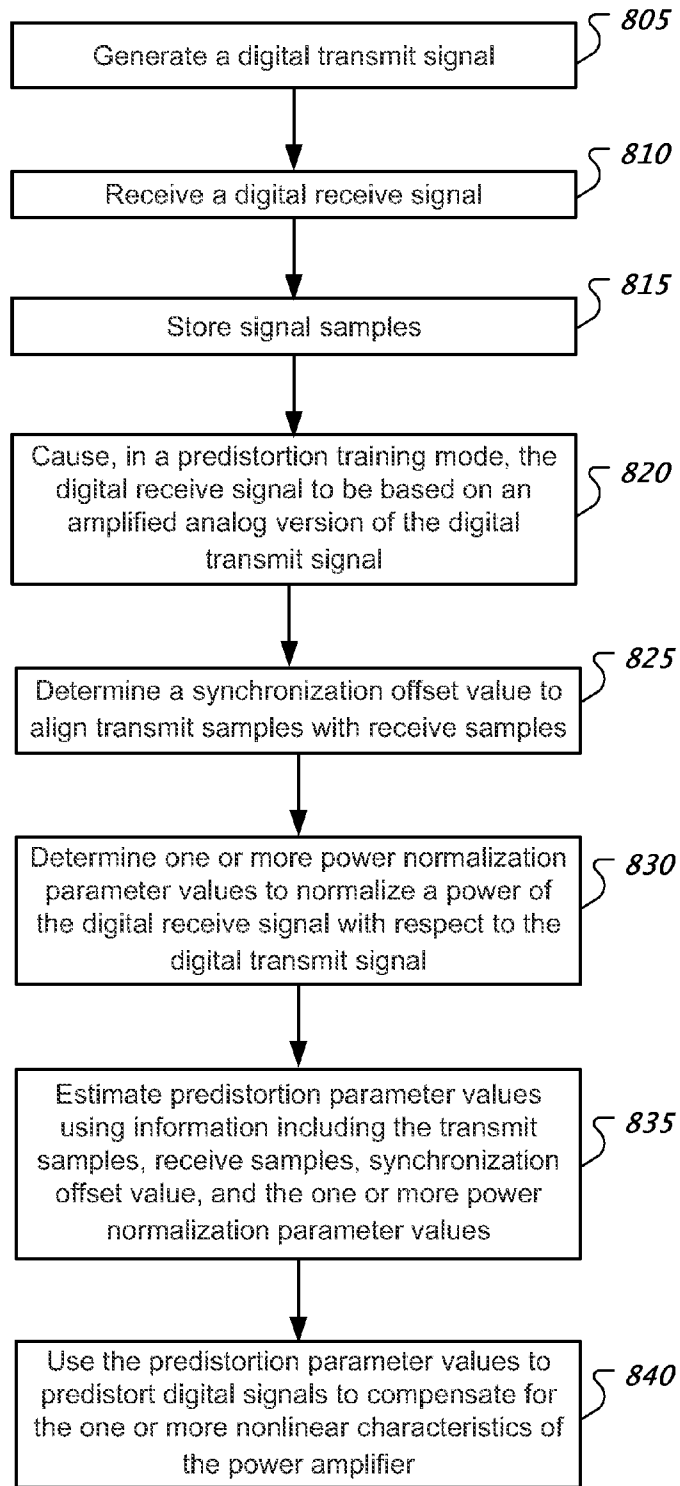 805
Generate a digital transmit signal
810
Receive a digital receive signal
815
Store signal samples
820
Cause, in a predistortion training mode, the
digital receive signal to be based on an
amplified analog version of the digital
transmit signal
825
Determine a synchronization offset value to
align transmit samples with receive samples
830
Determine one or more power normalization
parameter values to normalize a power of
the digital receive signal with respect to the
digital transmit signal
835
Estimate predistortion parameter values
using information including the transmit
samples, receive samples, synchronization
offset value, and the one or more power
normalization parameter values
840
Use the predistortion parameter values to
predistort digital signals to compensate for
the one or more nonlinear characteristics of
the power amplifier